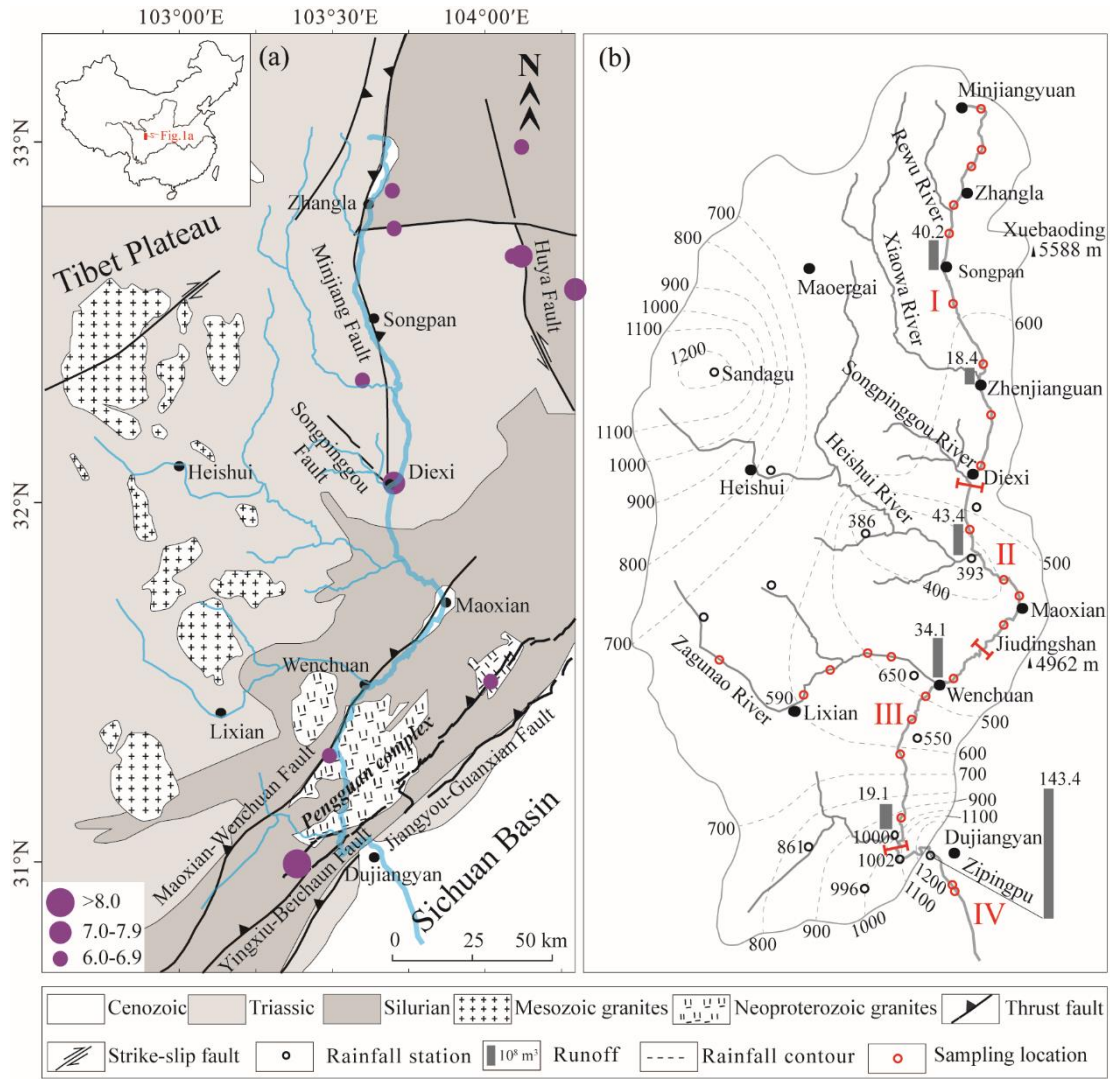 103°00'E
103°30'E
104°00'E
33°N
32°N
31°N
Fig.1a
(a)
N
Zhangla
Tibet Plateau
Minjiang Fault
Huya Fault
Songpan
Songpinggou
Fault
Diexi
Heishui
Maoxian
Wenchuan
Lixian
Pengguan complex
Maoxian-Wenchuan Fault
Yingxiu-Beichaun Fault
Jiangyou-Guanxian Fault
Dujiangyan
Sichuan Basin
>8.0
7.0-7.9
6.0-6.9
0 25 50 km
(b)
Minjiangyuan
Rewu River
Zhangla
700
800
900
1000
1100
1200
40.2
Xuebaoding
5588 m
Maoergai
Songpan
Xiaowa River
I
600
Sandagu
18.4
Zhenjianguan
Songpinggou River
1100
1000
900
800
700
Heishui
Heishui River
Diexi
386
43.4
393
II
400
500
Maoxian
34.1
Jiudingshan
4962 m
Zagunao River
650
Wenchuan
590
Lixian
III
500
550
600
700
900
1100
143.4
19.1
700
861
1000
1002
Dujiangyan
Zipingpu
996
1200
1100
1000
900
800
IV
Cenozoic
Triassic
Silurian
Mesozoic granites
Neoproterozoic granites
Thrust fault
Strike-slip fault
Rainfall station
10⁸ m³
Runoff
Rainfall contour
Sampling location